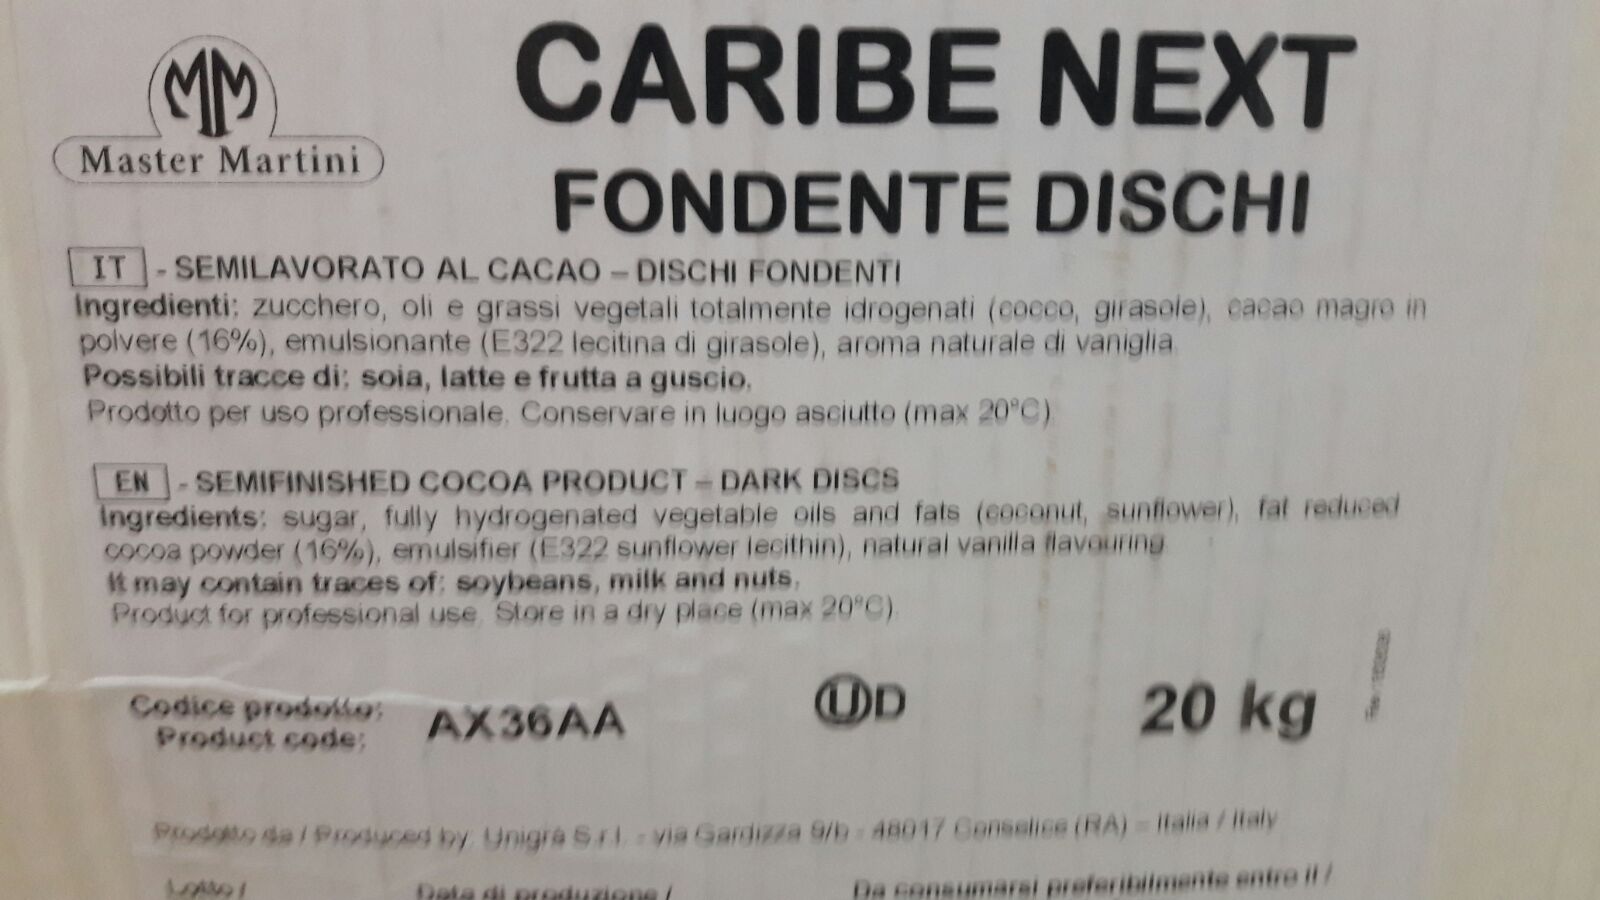 Master Martini
CARIBE NEXT
FONDENTE DISCHI
IT - SEMILAVORATO AL CACAO – DISCHI FONDENTI
Ingredienti: zucchero, oli e grassi vegetali totalmente idrogenati (cocco, girasole), cacao magro in
polvere (16%), emulsionante (E322 lecitina di girasole), aroma naturale di vaniglia.
Possibili tracce di: soia, latte e frutta a guscio.
Prodotto per uso professionale. Conservare in luogo asciutto (max 20°C).
EN - SEMIFINISHED COCOA PRODUCT – DARK DISCS
Ingredients: sugar, fully hydrogenated vegetable oils and fats (coconut, sunflower), fat reduced
cocoa powder (16%), emulsifier (E322 sunflower lecithin), natural vanilla flavouring.
It may contain traces of: soybeans, milk and nuts.
Product for professional use. Store in a dry place (max 20°C).
Codice prodotto:
Product code:
AX36AA
UD
20 kg
Prodotto da / Produced by: Unigrà S.r.l. - via Gardizza 9/b - 48017 Conselice (RA) – Italia / Italy
Lotto /
Data di produzione /
Da consumarsi preferibilmente entro il /